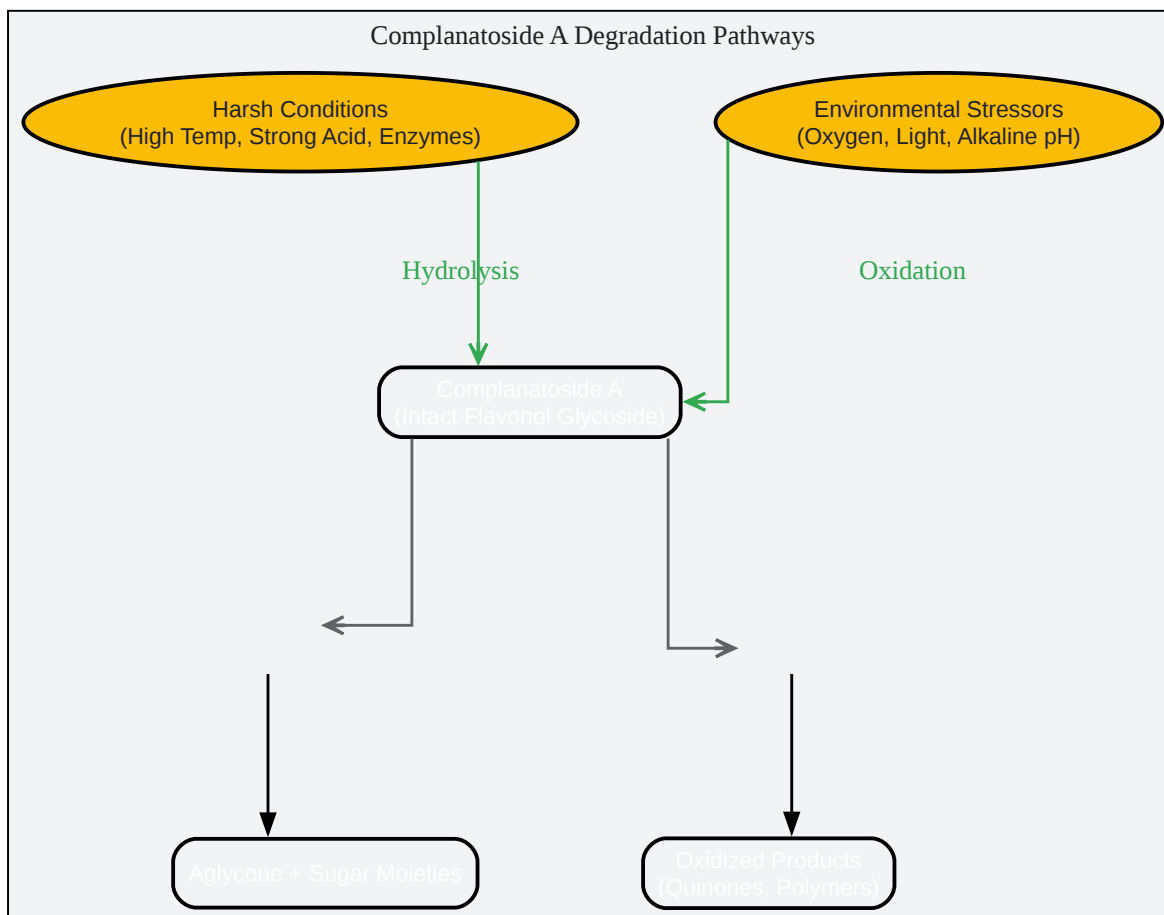 Complanatoside A Degradation Pathways
Harsh Conditions
(High Temp, Strong Acid, Enzymes)
Environmental Stressors
(Oxygen, Light, Alkaline pH)
Hydrolysis
Oxidation
Complanatoside A
(Intact Flavonol Glycoside)
Aglycone + Sugar Moieties
Oxidized Products
(Quinones, Polymers)